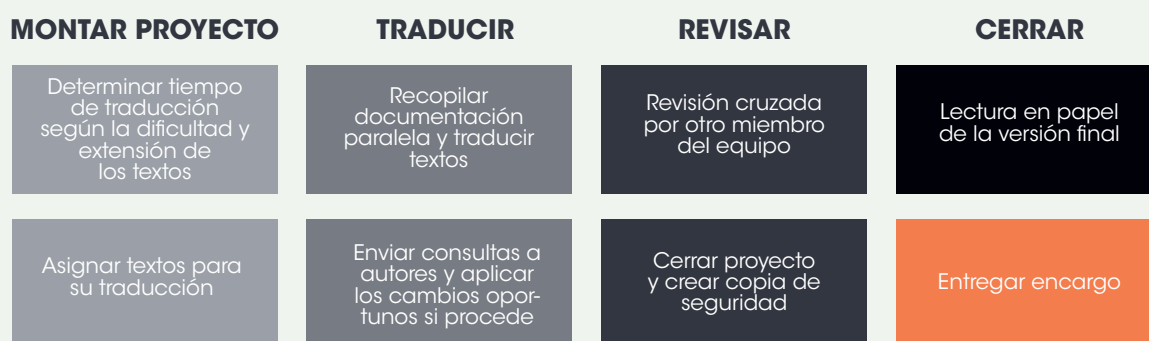 MONTAR PROYECTO
TRADUCIR
REVISAR
CERRAR
Determinar tiempo
de traducción
según la dificultad y
extensión de
los textos
Recopilar
documentación
paralela y traducir
textos
Revisión cruzada
por otro miembro
del equipo
Lectura en papel
de la versión final
Asignar textos para
su traducción
Enviar consultas a
autores y aplicar
los cambios opor-
tunos si procede
Cerrar proyecto
y crear copia de
seguridad
Entregar encargo